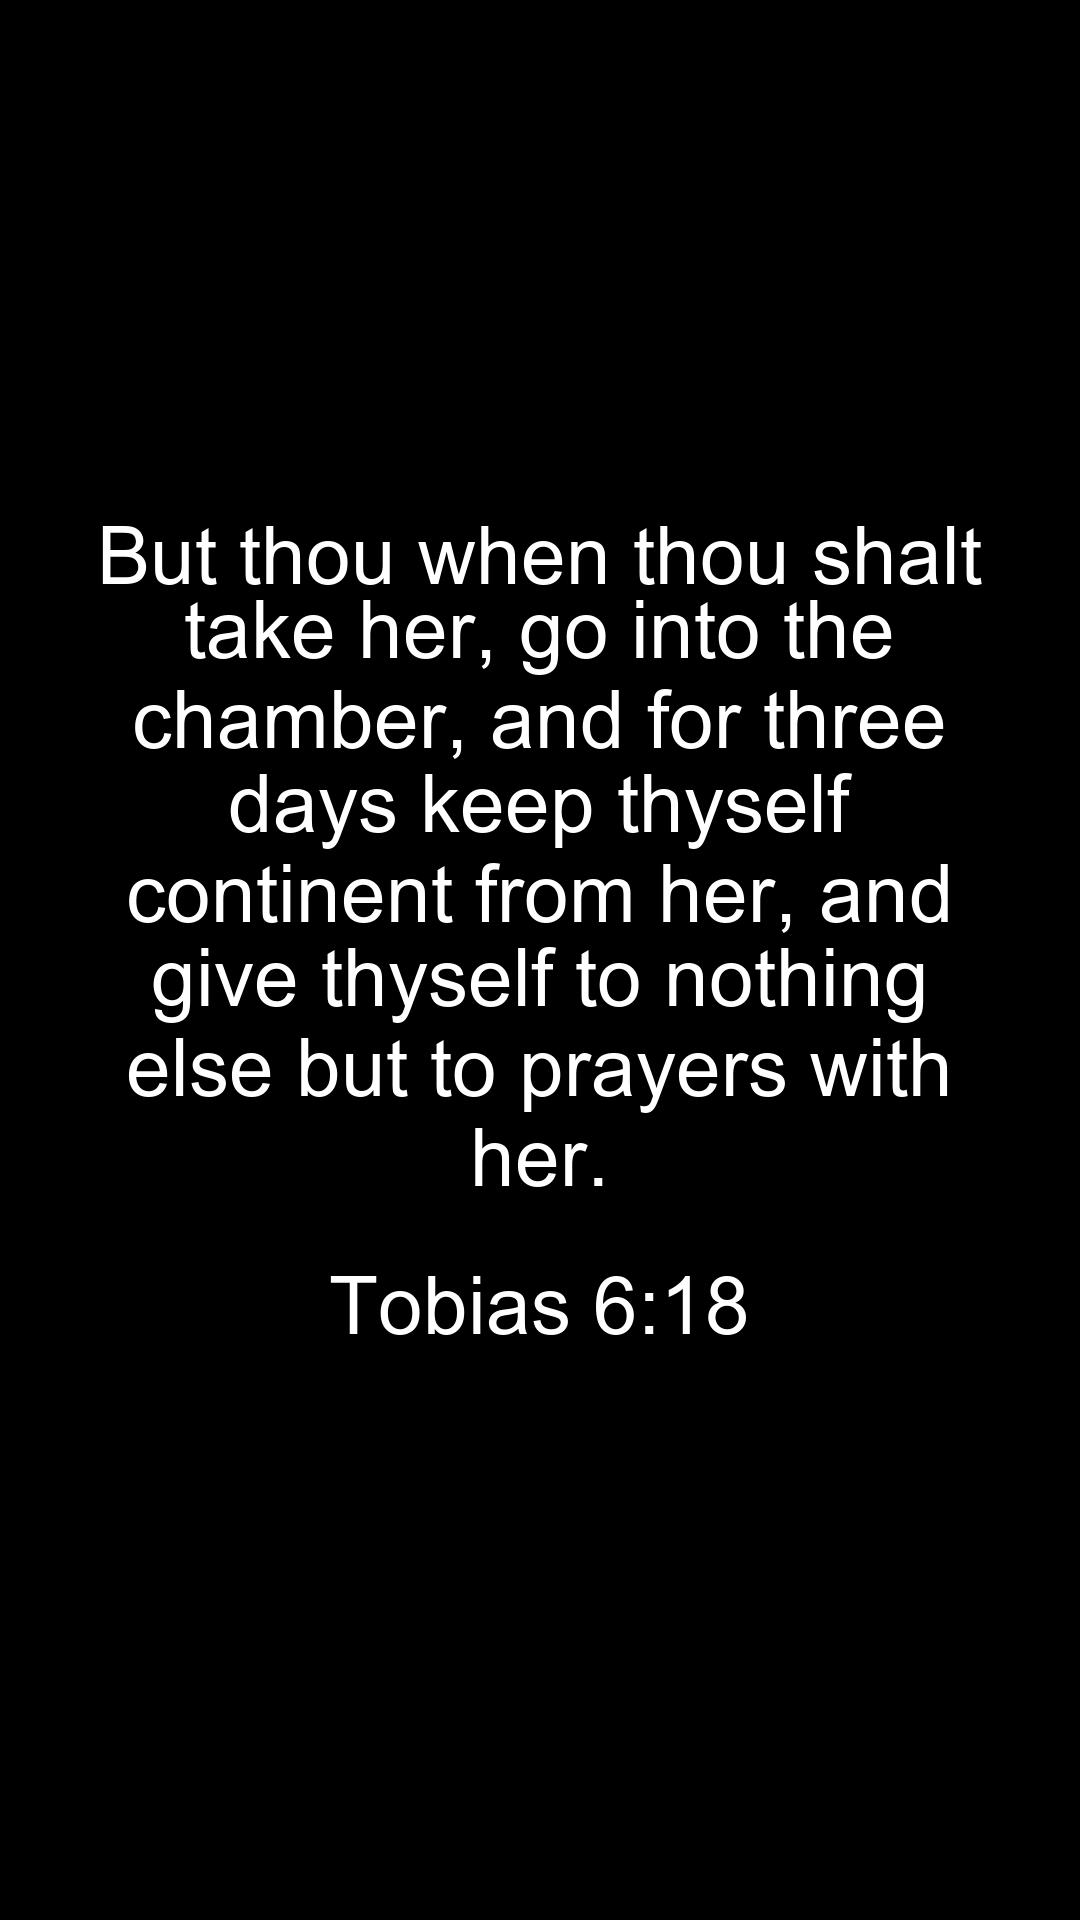 But thou when thou shalt
take her, go into the
chamber, and for three
days keep thyself
continent from her, and
give thyself to nothing
else but to prayers with
her.
Tobias 6:18